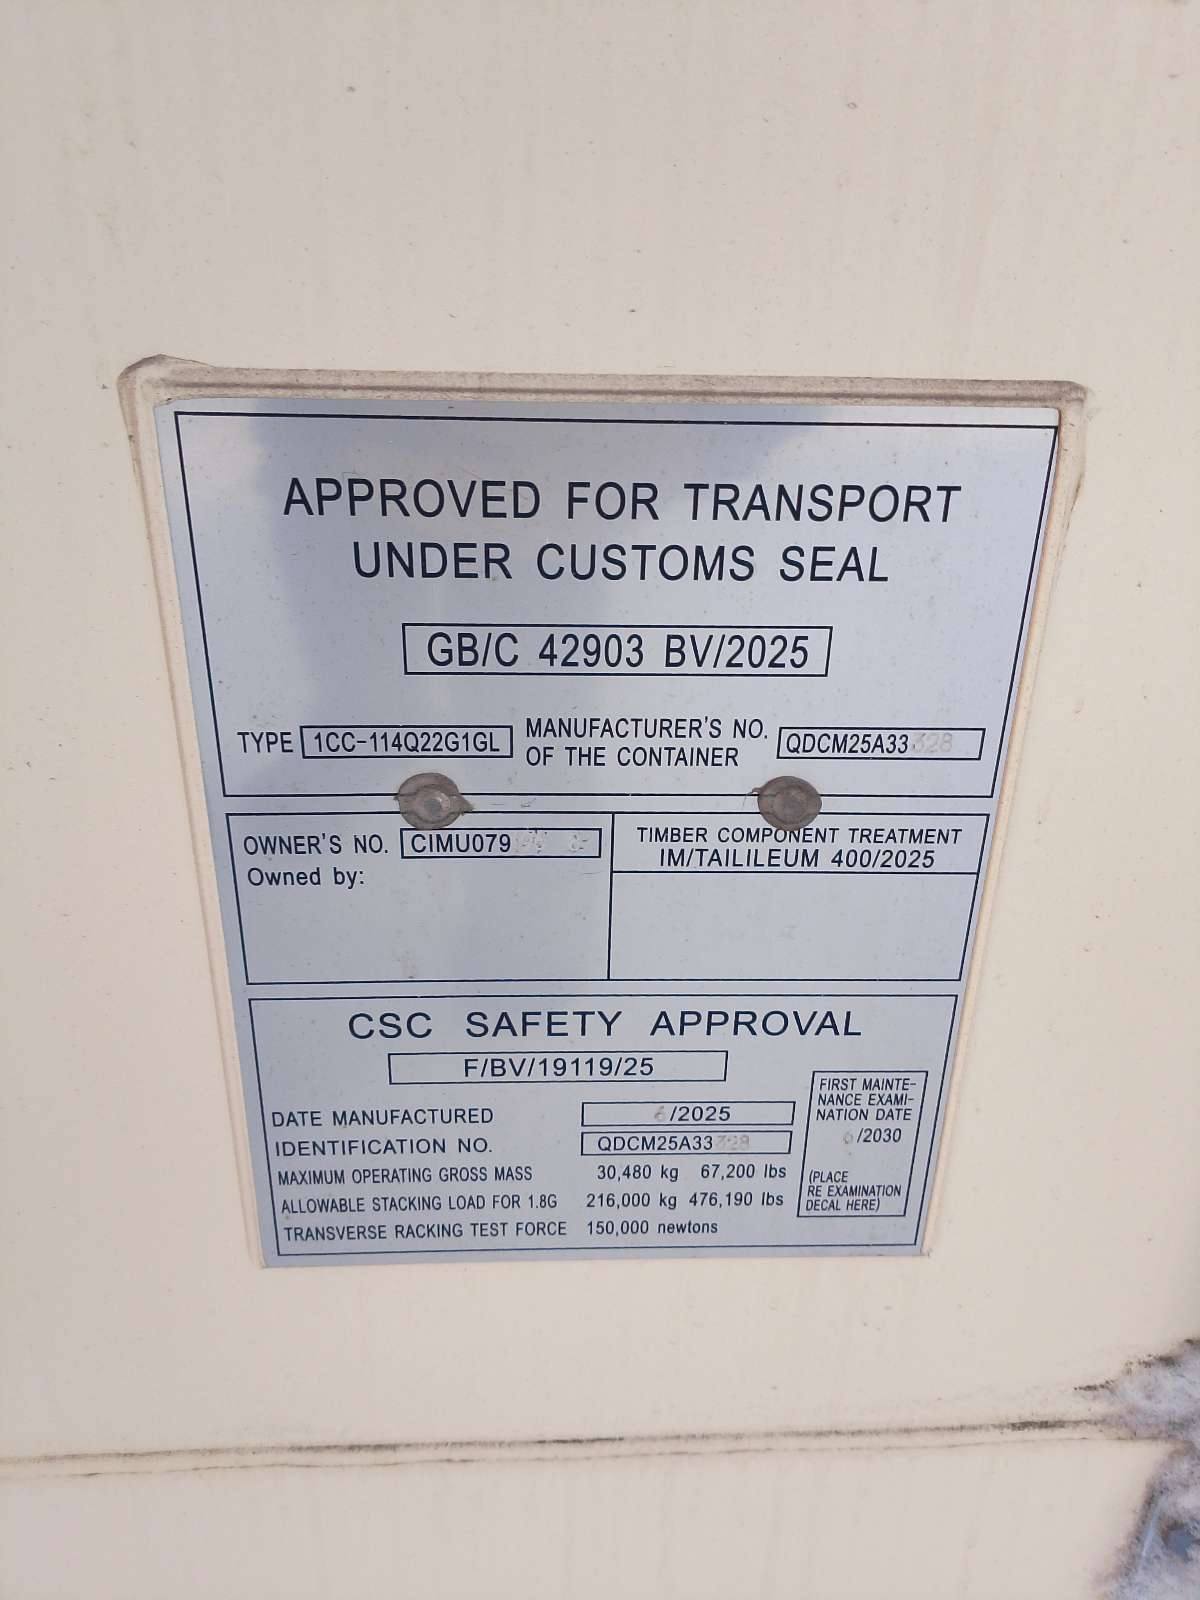 APPROVED FOR TRANSPORT
UNDER CUSTOMS SEAL
GB/C 42903 BV/2025
TYPE 1CC-114Q22G1GL
MANUFACTURER'S NO.
OF THE CONTAINER
QDCM25A33328
OWNER'S NO. CIMU079
Owned by:
TIMBER COMPONENT TREATMENT
IM/TAILILEUM 400/2025
CSC SAFETY APPROVAL
F/BV/19119/25
DATE MANUFACTURED 6/2025
IDENTIFICATION NO. QDCM25A33328
MAXIMUM OPERATING GROSS MASS 30,480 kg 67,200 lbs
ALLOWABLE STACKING LOAD FOR 1.8G 216,000 kg 476,190 lbs
TRANSVERSE RACKING TEST FORCE 150,000 newtons
FIRST MAINTE-
NANCE EXAMI-
NATION DATE
6/2030
(PLACE
RE EXAMINATION
DECAL HERE)